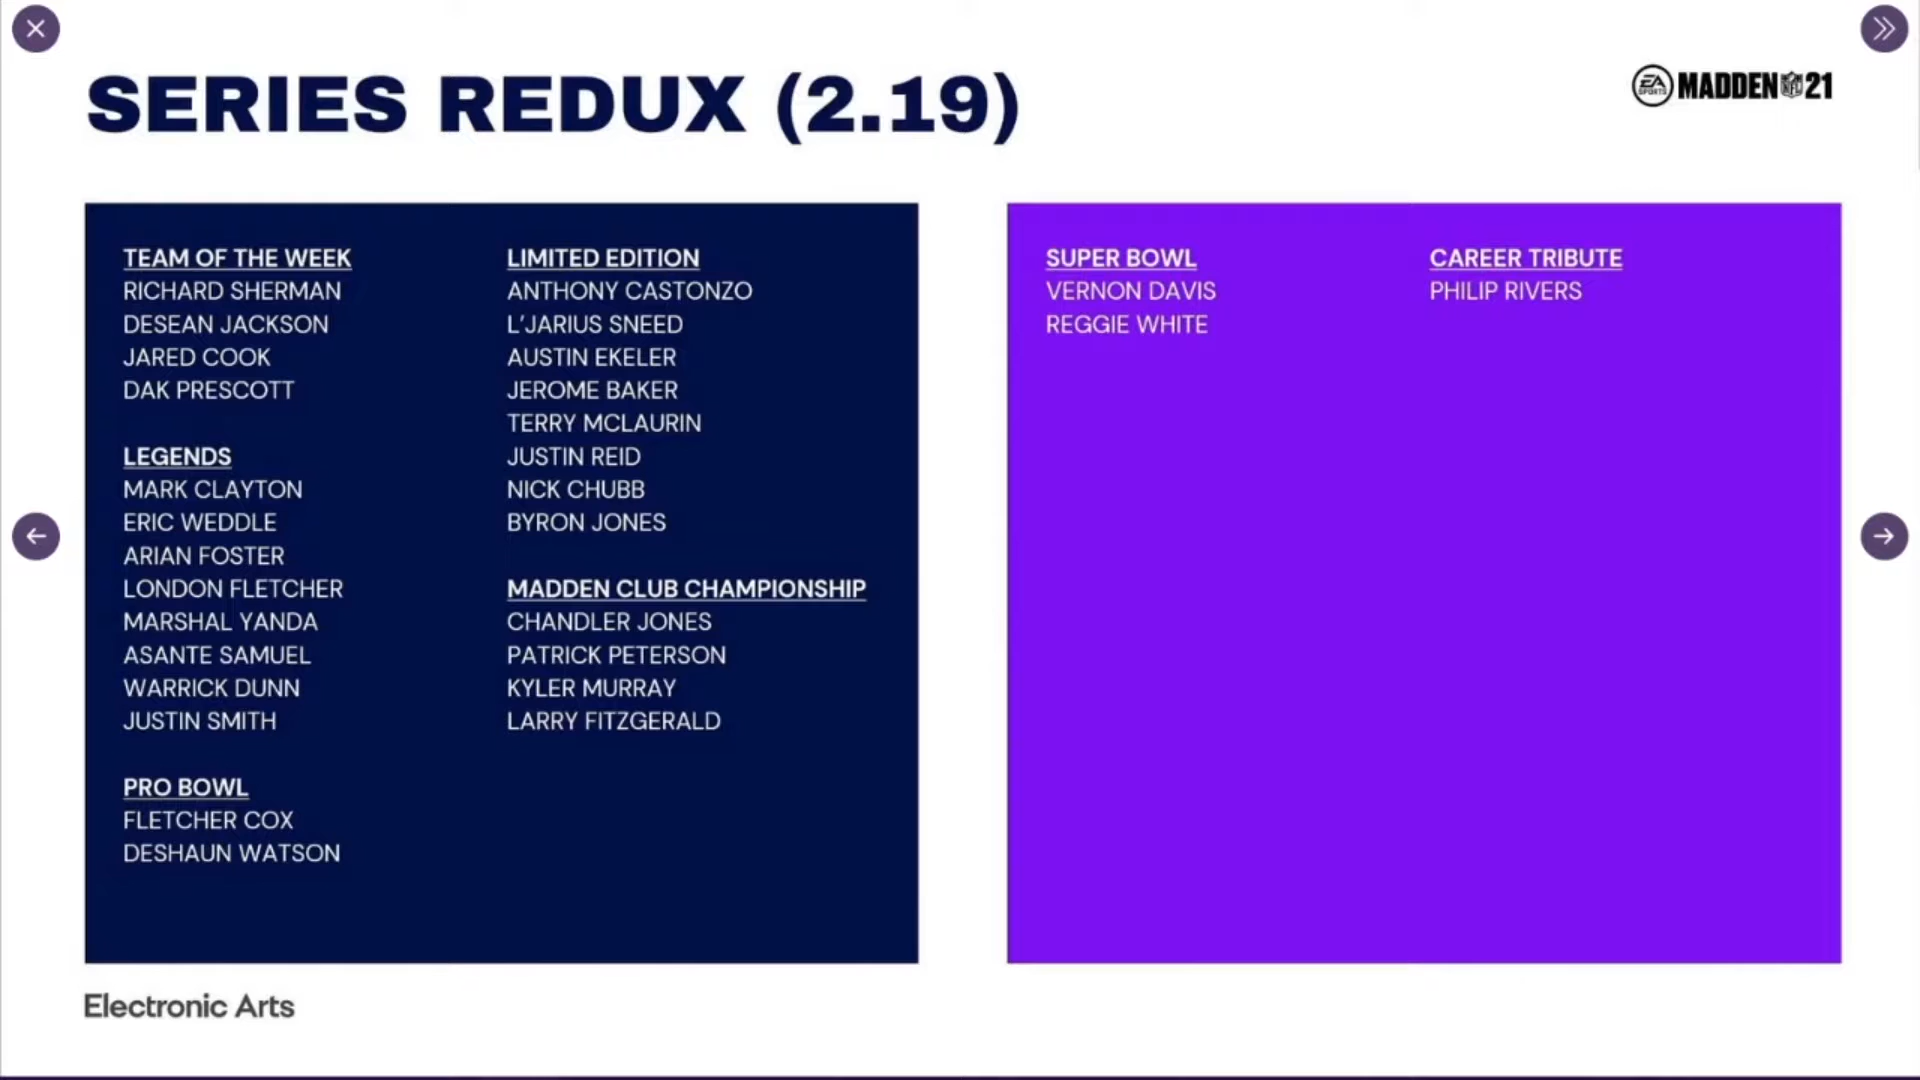 SERIES REDUX (2.19)
EA SPORTS MADDEN NFL 21
TEAM OF THE WEEK
RICHARD SHERMAN
DESEAN JACKSON
JARED COOK
DAK PRESCOTT
LEGENDS
MARK CLAYTON
ERIC WEDDLE
ARIAN FOSTER
LONDON FLETCHER
MARSHAL YANDA
ASANTE SAMUEL
WARRICK DUNN
JUSTIN SMITH
PRO BOWL
FLETCHER COX
DESHAUN WATSON
LIMITED EDITION
ANTHONY CASTONZO
L’JARIUS SNEED
AUSTIN EKELER
JEROME BAKER
TERRY MCLAURIN
JUSTIN REID
NICK CHUBB
BYRON JONES
MADDEN CLUB CHAMPIONSHIP
CHANDLER JONES
PATRICK PETERSON
KYLER MURRAY
LARRY FITZGERALD
SUPER BOWL
VERNON DAVIS
REGGIE WHITE
CAREER TRIBUTE
PHILIP RIVERS
Electronic Arts